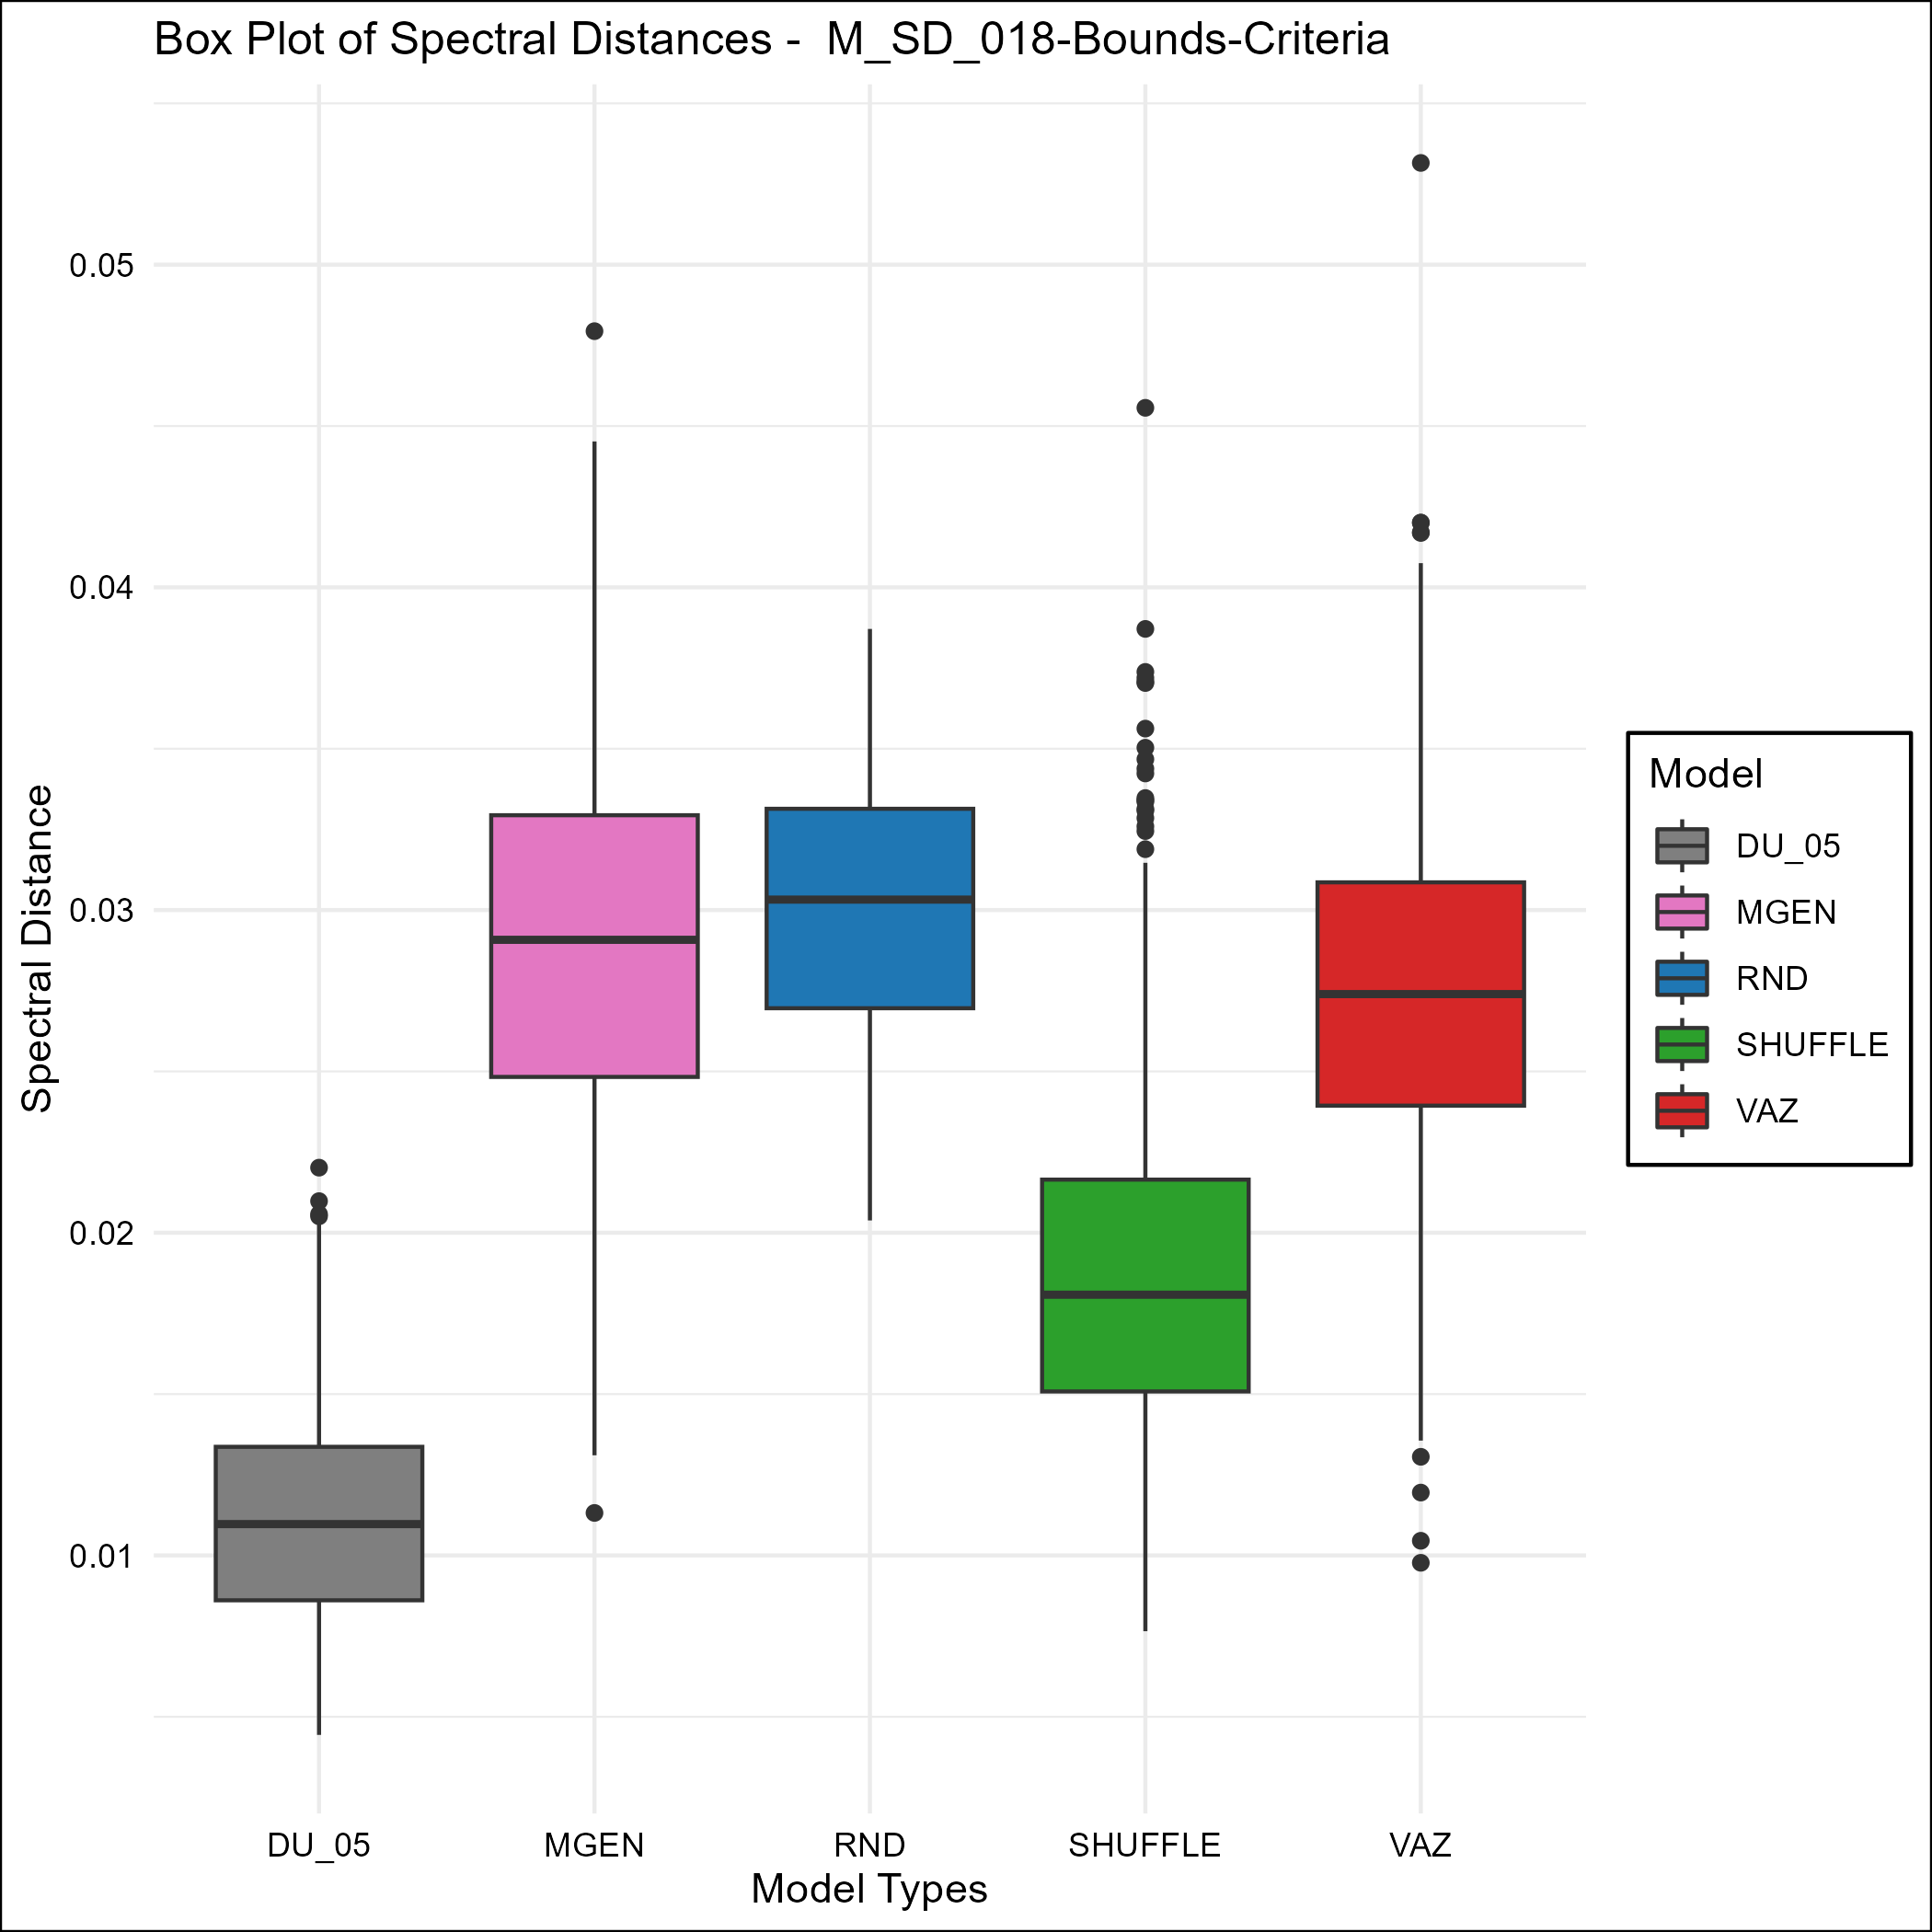 Box Plot of Spectral Distances -  M_SD_018-Bounds-Criteria
Spectral Distance
0.05
0.04
0.03
0.02
0.01
DU_05
MGEN
RND
SHUFFLE
VAZ
Model Types
Model
DU_05
MGEN
RND
SHUFFLE
VAZ